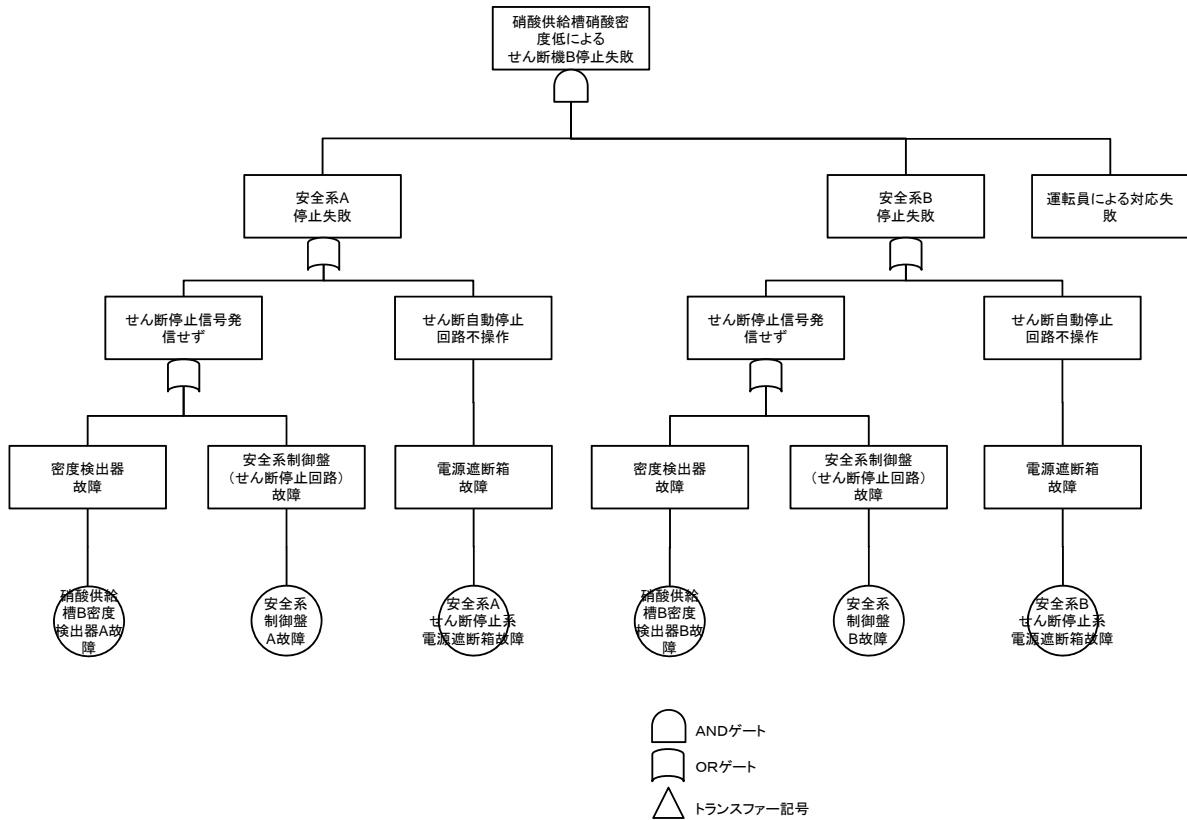 硝酸供給槽硝酸密
度低による
せん断機B停止失敗
安全系A
停止失敗
安全系B
停止失敗
運転員による対応失
敗
せん断停止信号発
信せず
せん断自動停止
回路不操作
せん断停止信号発
信せず
せん断自動停止
回路不操作
密度検出器
故障
安全系制御盤
(せん断停止回路)
故障
電源遮断箱
故障
密度検出器
故障
安全系制御盤
(せん断停止回路)
故障
電源遮断箱
故障
硝酸供給
槽B密度
検出器A故
障
安全系
制御盤
A故障
安全系A
せん断停止系
電源遮断箱故障
硝酸供給
槽B密度
検出器B故
障
安全系
制御盤
B故障
安全系B
せん断停止系
電源遮断箱故障
ANDゲート
ORゲート
トランスファー記号